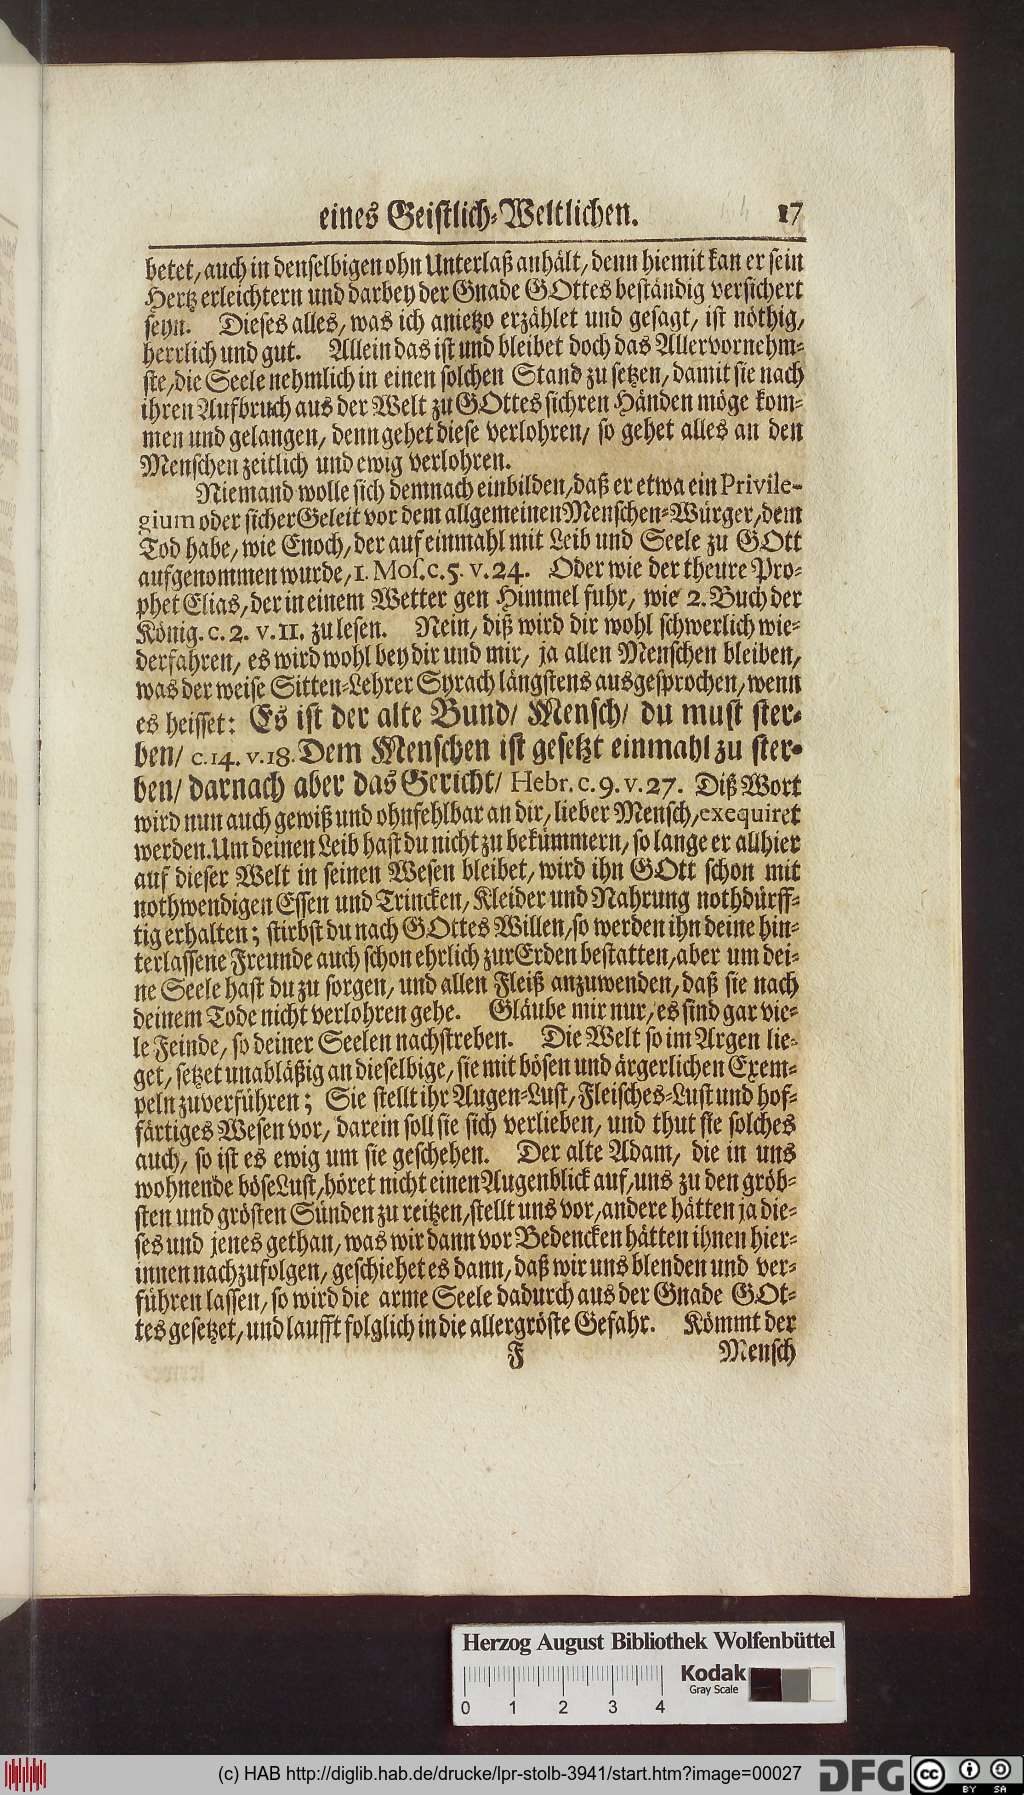 eines Geistlich-Weltlichen. 17
betet, auch in denselbigen ohn Unterlaß anhält, denn hiemit kan er sein
Hertz erleichtern und darbey der Gnade GOttes beständig versichert
seyn. Dieses alles, was ich anietzo erzählet und gesagt, ist nöthig,
herrlich und gut. Allein das ist und bleibet doch das Allervornehm-
ste, die Seele nehmlich in einen solchen Stand zu setzen, damit sie nach
ihren Aufbruch aus der Welt zu GOttes sichren Händen möge kom-
men und gelangen, denn gehet diese verlohren/ so gehet alles an den
Menschen zeitlich und ewig verlohren.
Niemand wolle sich demnach einbilden, daß er etwa ein Privile-
gium oder sicher Geleit vor dem allgemeinen Menschen-Würger, dem
Tod habe, wie Enoch, der auf einmahl mit Leib und Seele zu GOtt
aufgenommen wurde, 1. Mos. c. 5. v. 24. Oder wie der theure Pro-
phet Elias, der in einem Wetter gen Himmel fuhr, wie 2. Buch der
König. c. 2. v. 11. zu lesen. Nein, diß wird dir wohl schwerlich wie-
derfahren, es wird wohl bey dir und mir, ja allen Menschen bleiben,
was der weise Sitten-Lehrer Syrach längstens ausgesprochen, wenn
es heisset: Es ist der alte Bund/ Mensch/ du must ster-
ben/ c. 14. v. 18. Dem Menschen ist gesetzt einmahl zu ster-
ben/ darnach aber das Gericht/ Hebr. c. 9. v. 27. Diß Wort
wird nun auch gewiß und ohnfehlbar an dir, lieber Mensch, exequiret
werden. Um deinen Leib hast du nicht zu bekümmern, so lange er allhier
auf dieser Welt in seinen Wesen bleibet, wird ihn GOtt schon mit
nothwendigen Essen und Trincken, Kleider und Nahrung nothdürff-
tig erhalten; stirbst du nach GOttes Willen, so werden ihn deine hin-
terlassene Freunde auch schon ehrlich zur Erden bestatten, aber um dei-
ne Seele hast du zu sorgen, und allen Fleiß anzuwenden, daß sie nach
deinem Tode nicht verlohren gehe. Gläube mir nur, es sind gar vie-
le Feinde, so deiner Seelen nachstreben. Die Welt so im Argen lie-
get, setzet unabläßig an dieselbige, sie mit bösen und ärgerlichen Exem-
peln zuverführen; Sie stellt ihr Augen-Lust, Fleisches-Lust und hof-
färtiges Wesen vor, darein soll sie sich verlieben, und thut sie solches
auch, so ist es ewig um sie geschehen. Der alte Adam, die in uns
wohnende böse Lust, höret nicht einen Augenblick auf, uns zu den gröb-
sten und grösten Sünden zu reitzen, stellt uns vor, andere hätten ja die-
ses und jenes gethan, was wir dann vor Bedencken hätten ihnen hier-
innen nachzufolgen, geschiehet es dann, daß wir uns blenden und ver-
führen lassen, so wird die arme Seele dadurch aus der Gnade GOt-
tes gesetzet, und laufft folglich in die allergröste Gefahr. Kömmt der
F Mensch
Herzog August Bibliothek Wolfenbüttel
Kodak
Gray Scale
0 1 2 3 4
(c) HAB http://diglib.hab.de/drucke/lpr-stolb-3941/start.htm?image=00027
DFG
cc BY SA